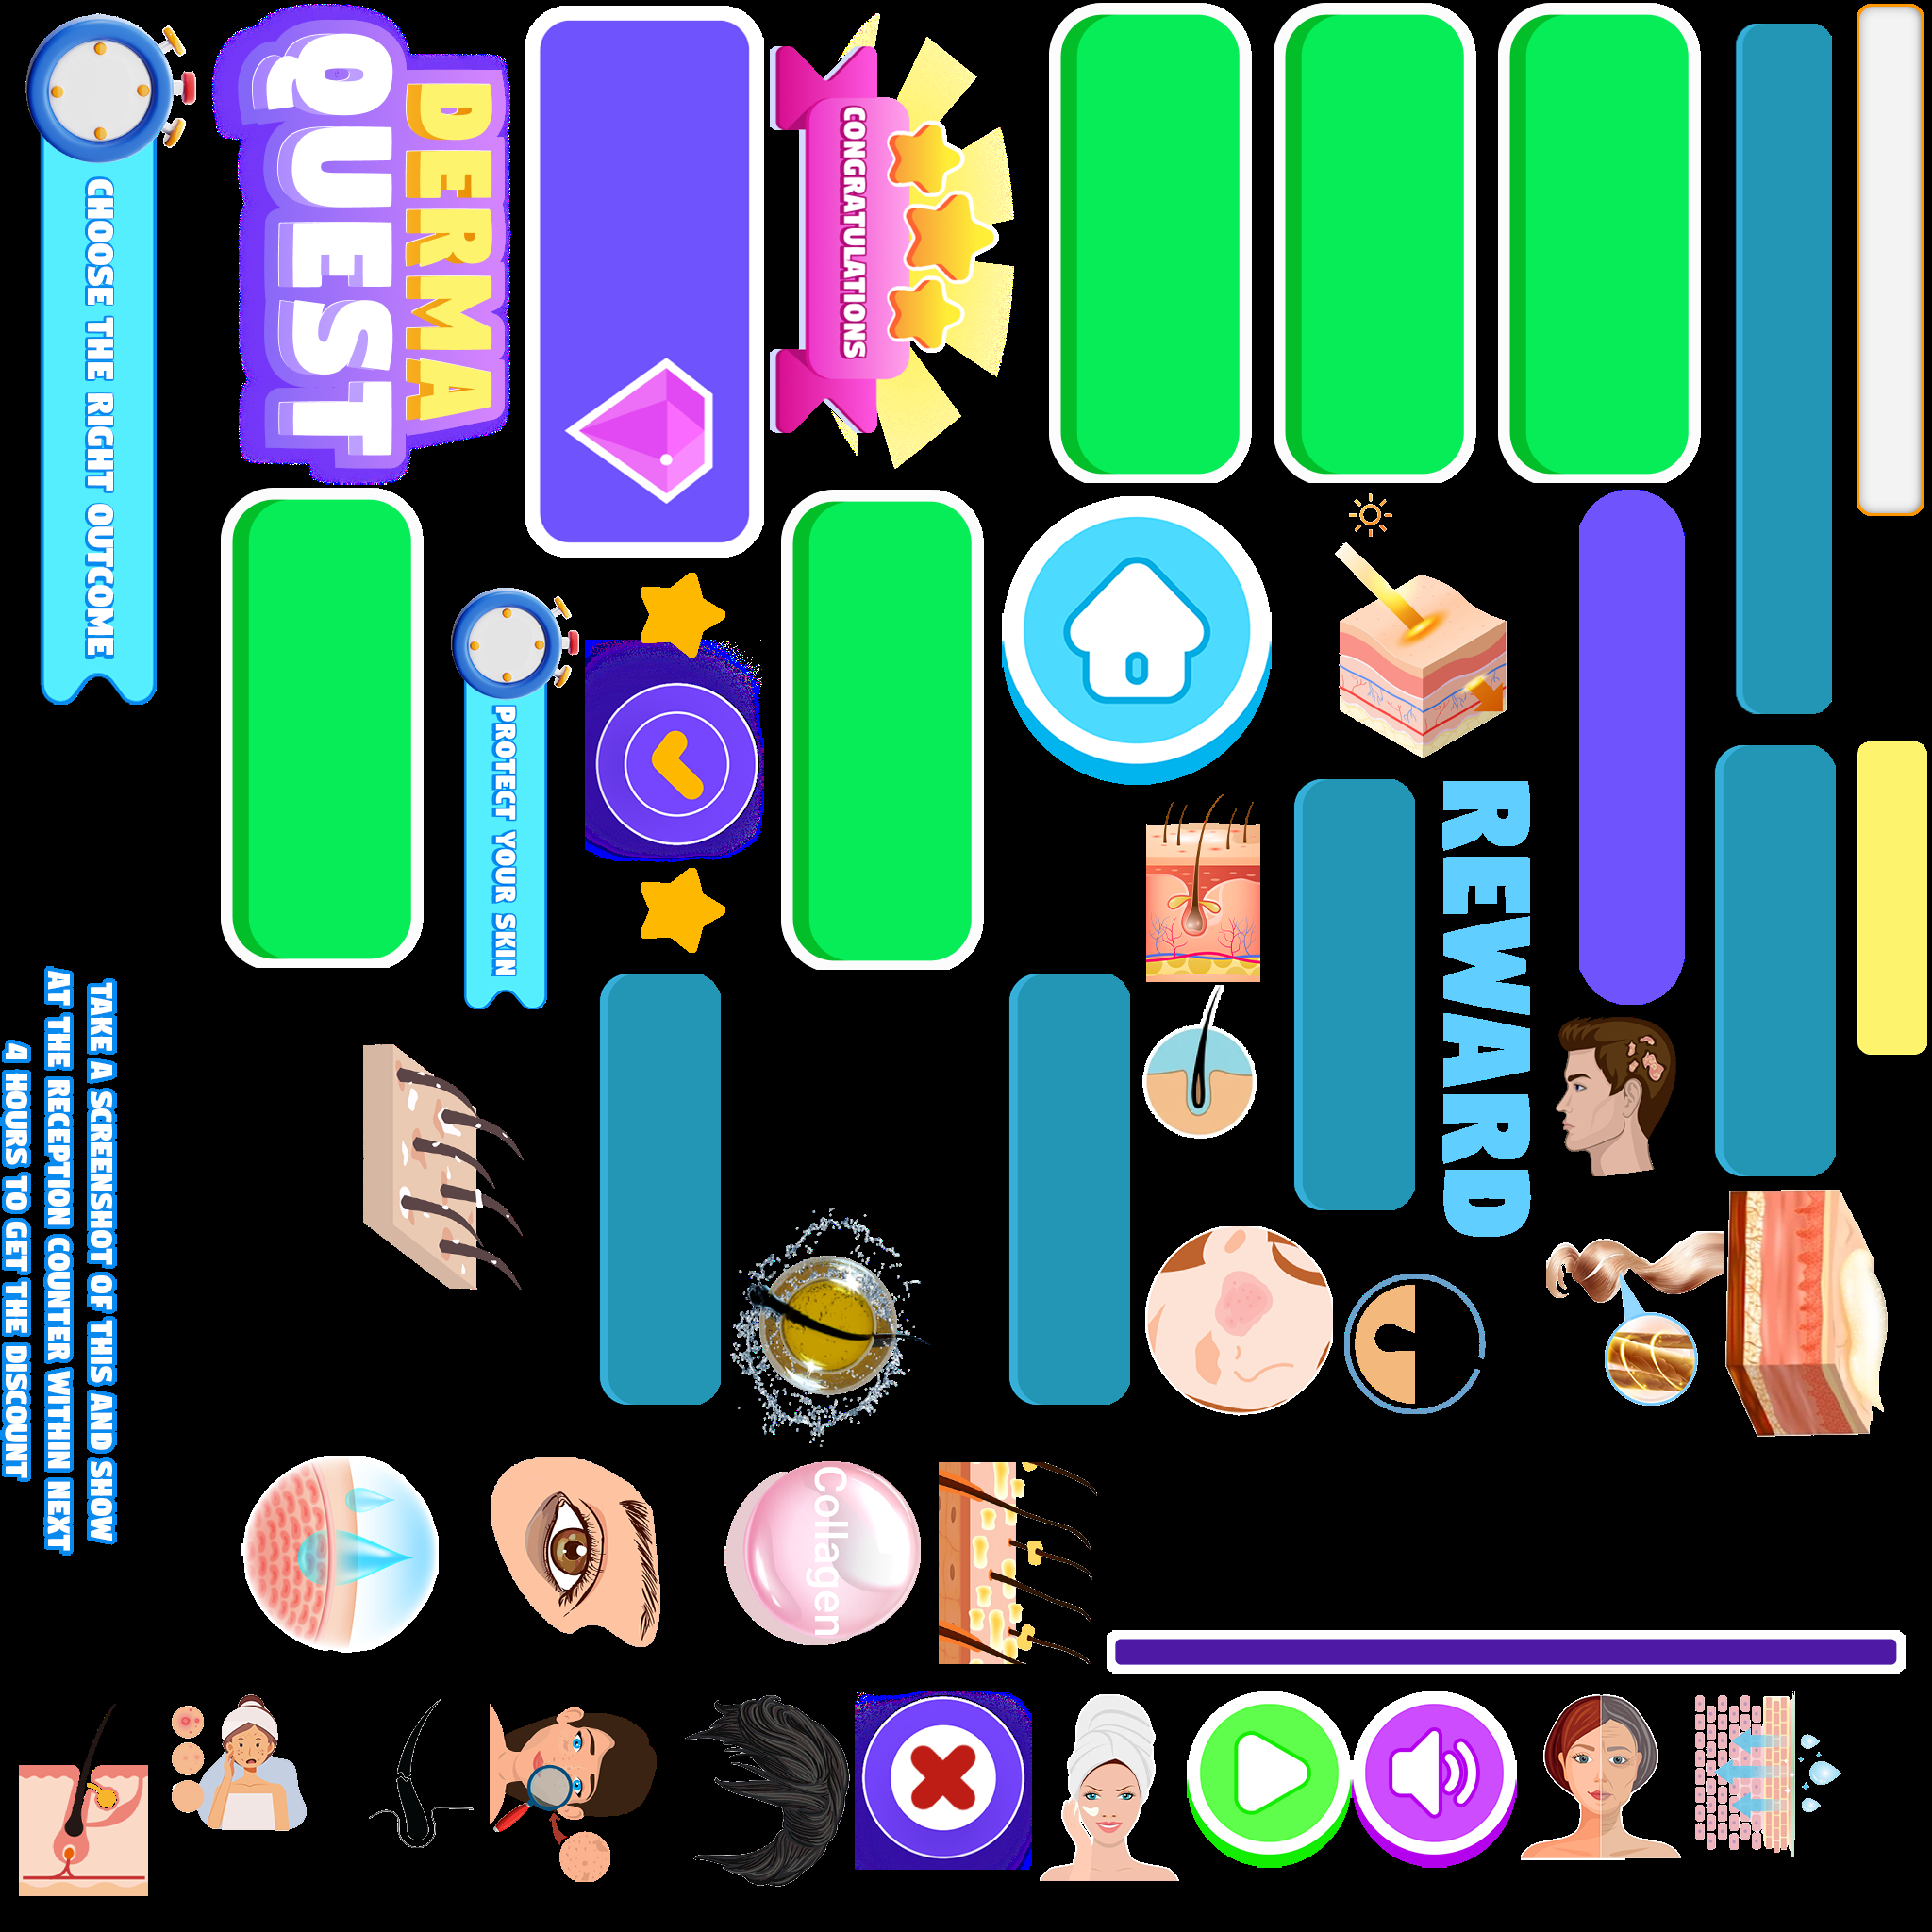 CHOOSE THE RIGHT OUTCOME
DERMA
QUEST
CONGRATULATIONS
PROTECT YOUR SKIN
REWARD
TAKE A SCREENSHOT OF THIS AND SHOW
AT THE RECEPTION COUNTER WITHIN NEXT
4 HOURS TO GET THE DISCOUNT
Collagen